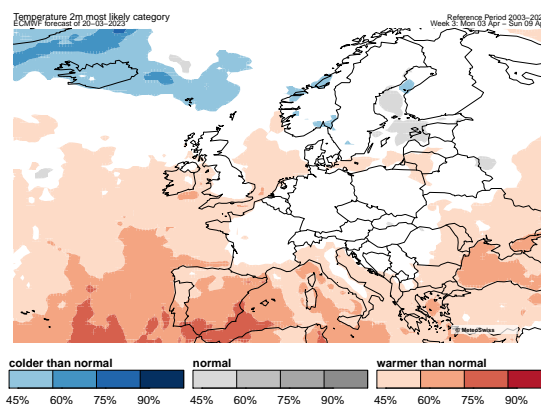 Temperature 2m most likely category
Reference Period 2003-
ECMWF forecast of 20-03-2023
Week 3: Mon 03 Apr - Sun 09
© MeteoSwiss
colder than normal
normal
warmer than normal
45% 60% 75% 90%
45% 60% 75% 90%
45% 60% 75% 90%